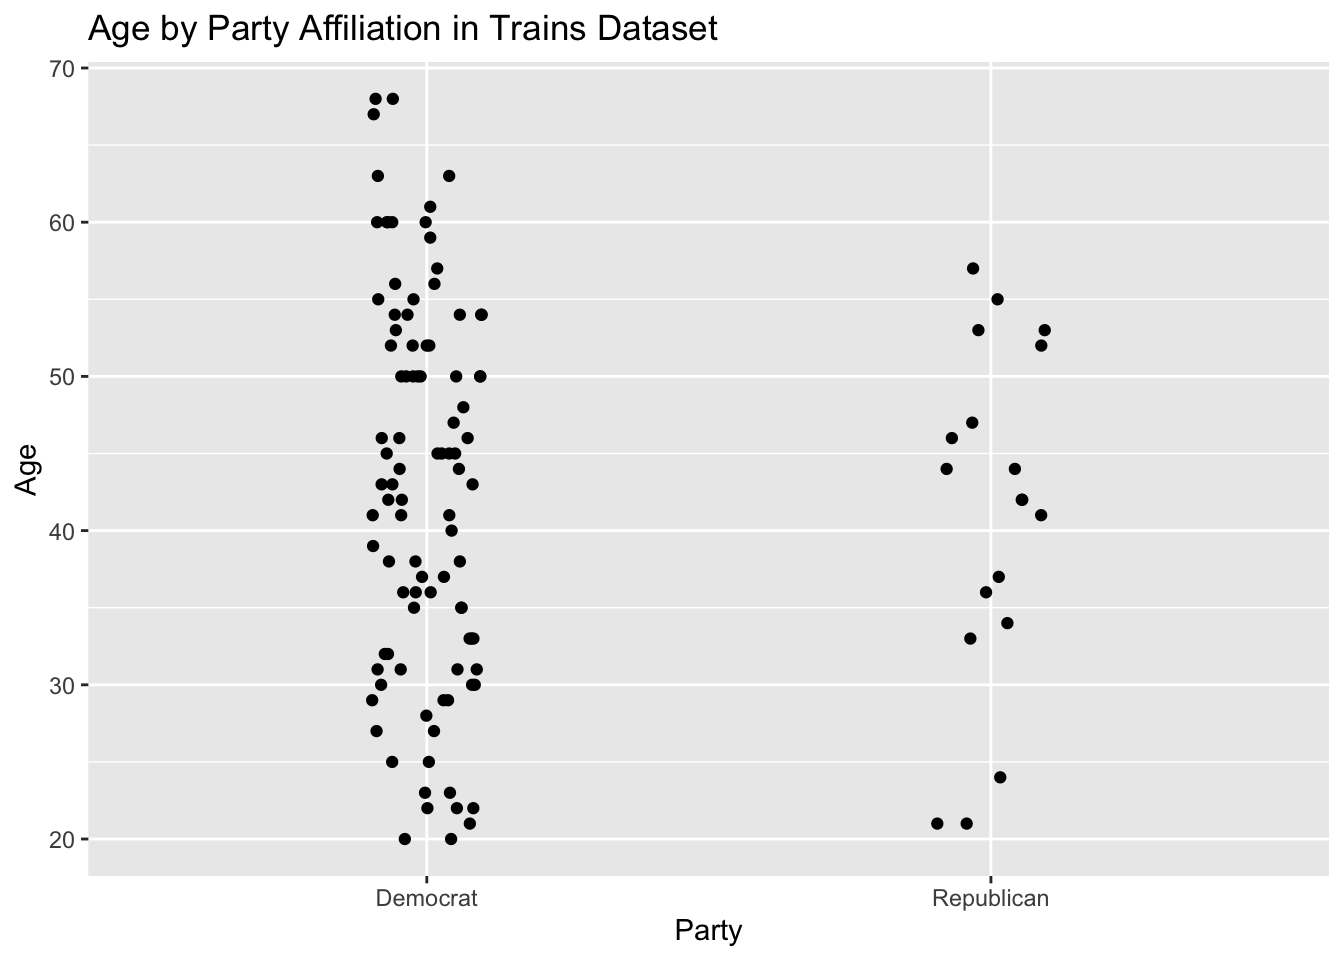 Age by Party Affiliation in Trains Dataset
70
60
50
40
30
20
Age
Democrat
Republican
Party